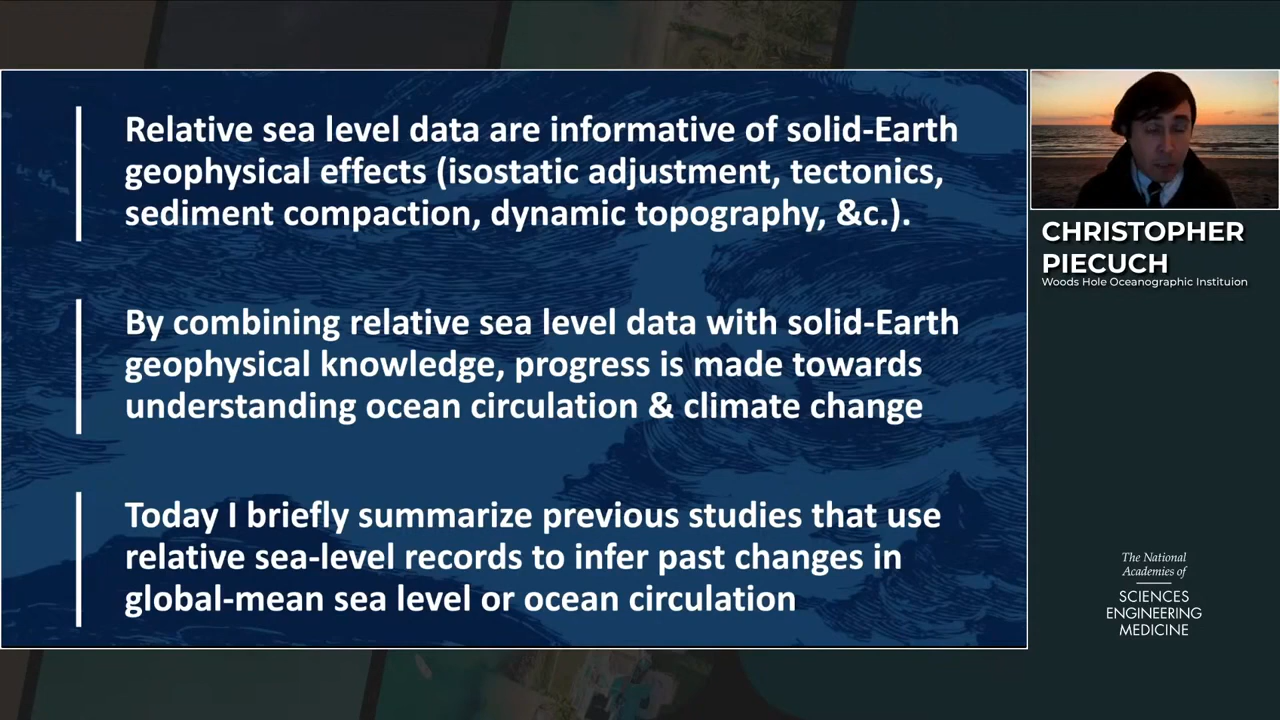 Relative sea level data are informative of solid-Earth
geophysical effects (isostatic adjustment, tectonics,
sediment compaction, dynamic topography, &c.).
By combining relative sea level data with solid-Earth
geophysical knowledge, progress is made towards
understanding ocean circulation & climate change
Today I briefly summarize previous studies that use
relative sea-level records to infer past changes in
global-mean sea level or ocean circulation
CHRISTOPHER
PIECUCH
Woods Hole Oceanographic Instituion
The National
Academies of
SCIENCES
ENGINEERING
MEDICINE